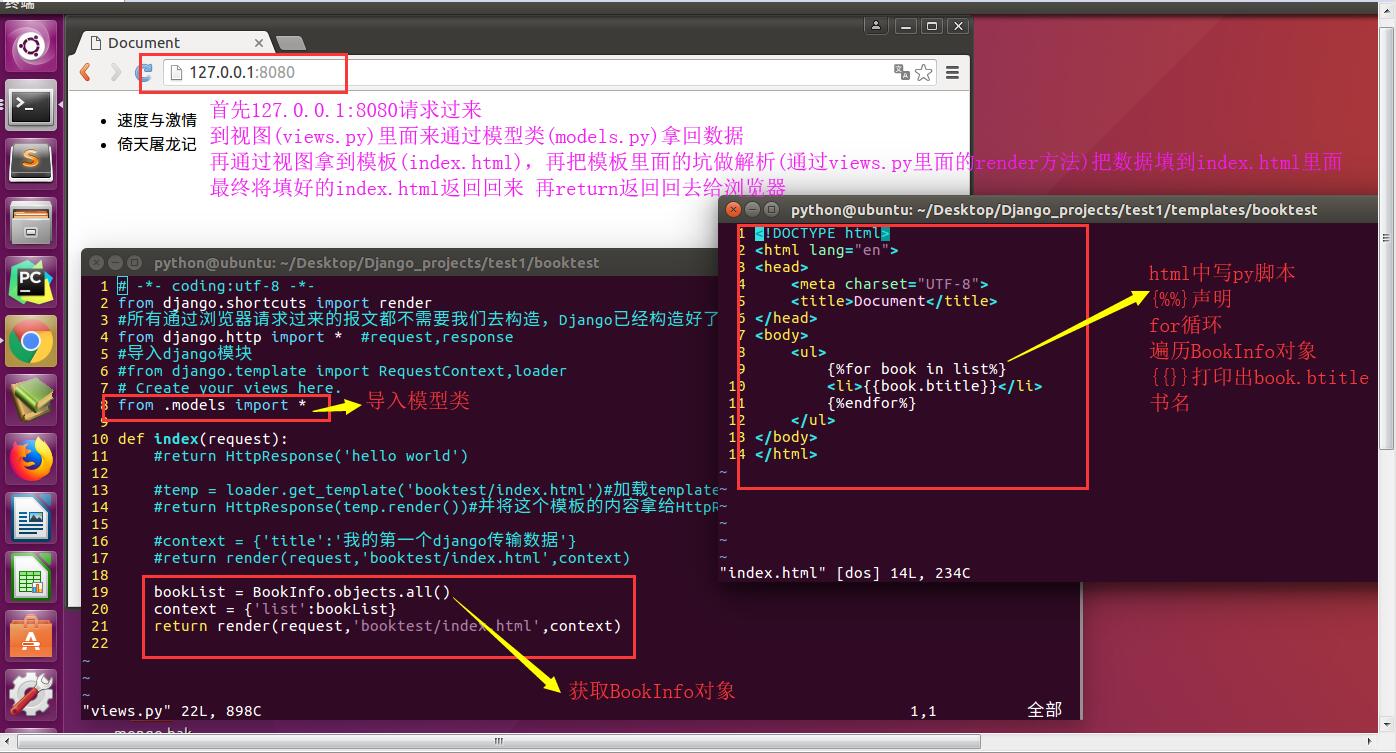 终端
Document
127.0.0.1:8080
速度与激情
倚天屠龙记
首先127.0.0.1:8080请求过来
到视图(views.py)里面来通过模型类(models.py)拿回数据
再通过视图拿到模板(index.html)，再把模板里面的坑做解析(通过views.py里面的render方法)把数据填到index.html里面
最终将填好的index.html返回回来 再return返回回去给浏览器
python@ubuntu: ~/Desktop/Django_projects/test1/booktest
1 # -*- coding:utf-8 -*-
2 from django.shortcuts import render
3 #所有通过浏览器请求过来的报文都不需要我们去构造，Django已经构造好了
4 from django.http import *  #request,response
5 #导入django模块
6 #from django.template import RequestContext,loader
7 # Create your views here.
8 from .models import *
导入模型类
9
10 def index(request):
11     #return HttpResponse('hello world')
12
13     #temp = loader.get_template('booktest/index.html')#加载template
14     #return HttpResponse(temp.render())#并将这个模板的内容拿给HttpR
15
16     #context = {'title':'我的第一个django传输数据'}
17     #return render(request,'booktest/index.html',context)
18
19     bookList = BookInfo.objects.all()
20     context = {'list':bookList}
21     return render(request,'booktest/index.html',context)
22
~
~
~
获取BookInfo对象
"views.py" 22L, 898C
1,1
全部
python@ubuntu: ~/Desktop/Django_projects/test1/templates/booktest
1 <!DOCTYPE html>
2 <html lang="en">
3 <head>
4     <meta charset="UTF-8">
5     <title>Document</title>
6 </head>
7 <body>
8     <ul>
9         {%for book in list%}
10         <li>{{book.btitle}}</li>
11         {%endfor%}
12     </ul>
13 </body>
14 </html>
~
~
~
~
~
~
"index.html" [dos] 14L, 234C
html中写py脚本
{%%}声明
for循环
遍历BookInfo对象
{{}}打印出book.btitle
书名